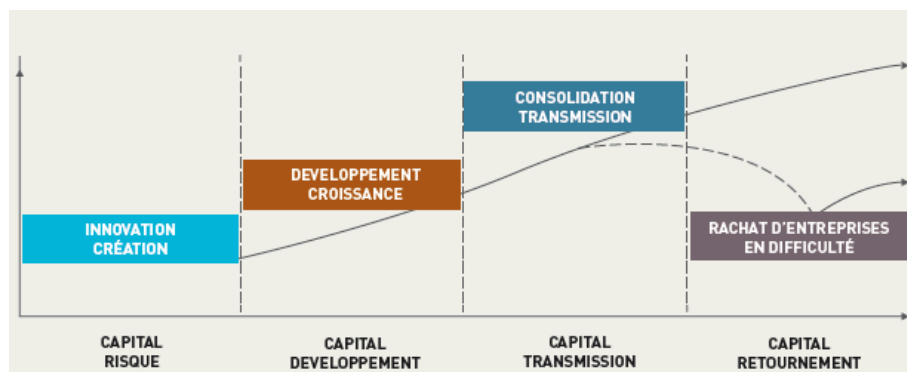 CONSOLIDATION
TRANSMISSION
DEVELOPPEMENT
CROISSANCE
INNOVATION
CRÉATION
RACHAT D'ENTREPRISES
EN DIFFICULTÉ
CAPITAL
RISQUE
CAPITAL
DEVELOPPEMENT
CAPITAL
TRANSMISSION
CAPITAL
RETOURNEMENT